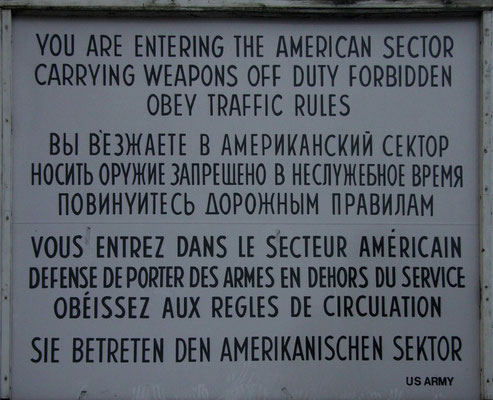 YOU ARE ENTERING THE AMERICAN SECTOR
CARRYING WEAPONS OFF DUTY FORBIDDEN
OBEY TRAFFIC RULES
ВЫ В'ЕЗЖАЕТЕ В АМЕРИКАНСКИЙ СЕКТОР
НОСИТЬ ОРУЖИЕ ЗАПРЕЩЕНО В НЕСЛУЖЕБНОЕ ВРЕМЯ
ПОВИНУИТЕСЬ ДОРОЖНЫМ ПРАВИЛАМ
VOUS ENTREZ DANS LE SECTEUR AMÉRICAIN
DEFENSE DE PORTER DES ARMES EN DEHORS DU SERVICE
OBÉISSEZ AUX REGLES DE CIRCULATION
SIE BETRETEN DEN AMERIKANISCHEN SEKTOR
US ARMY